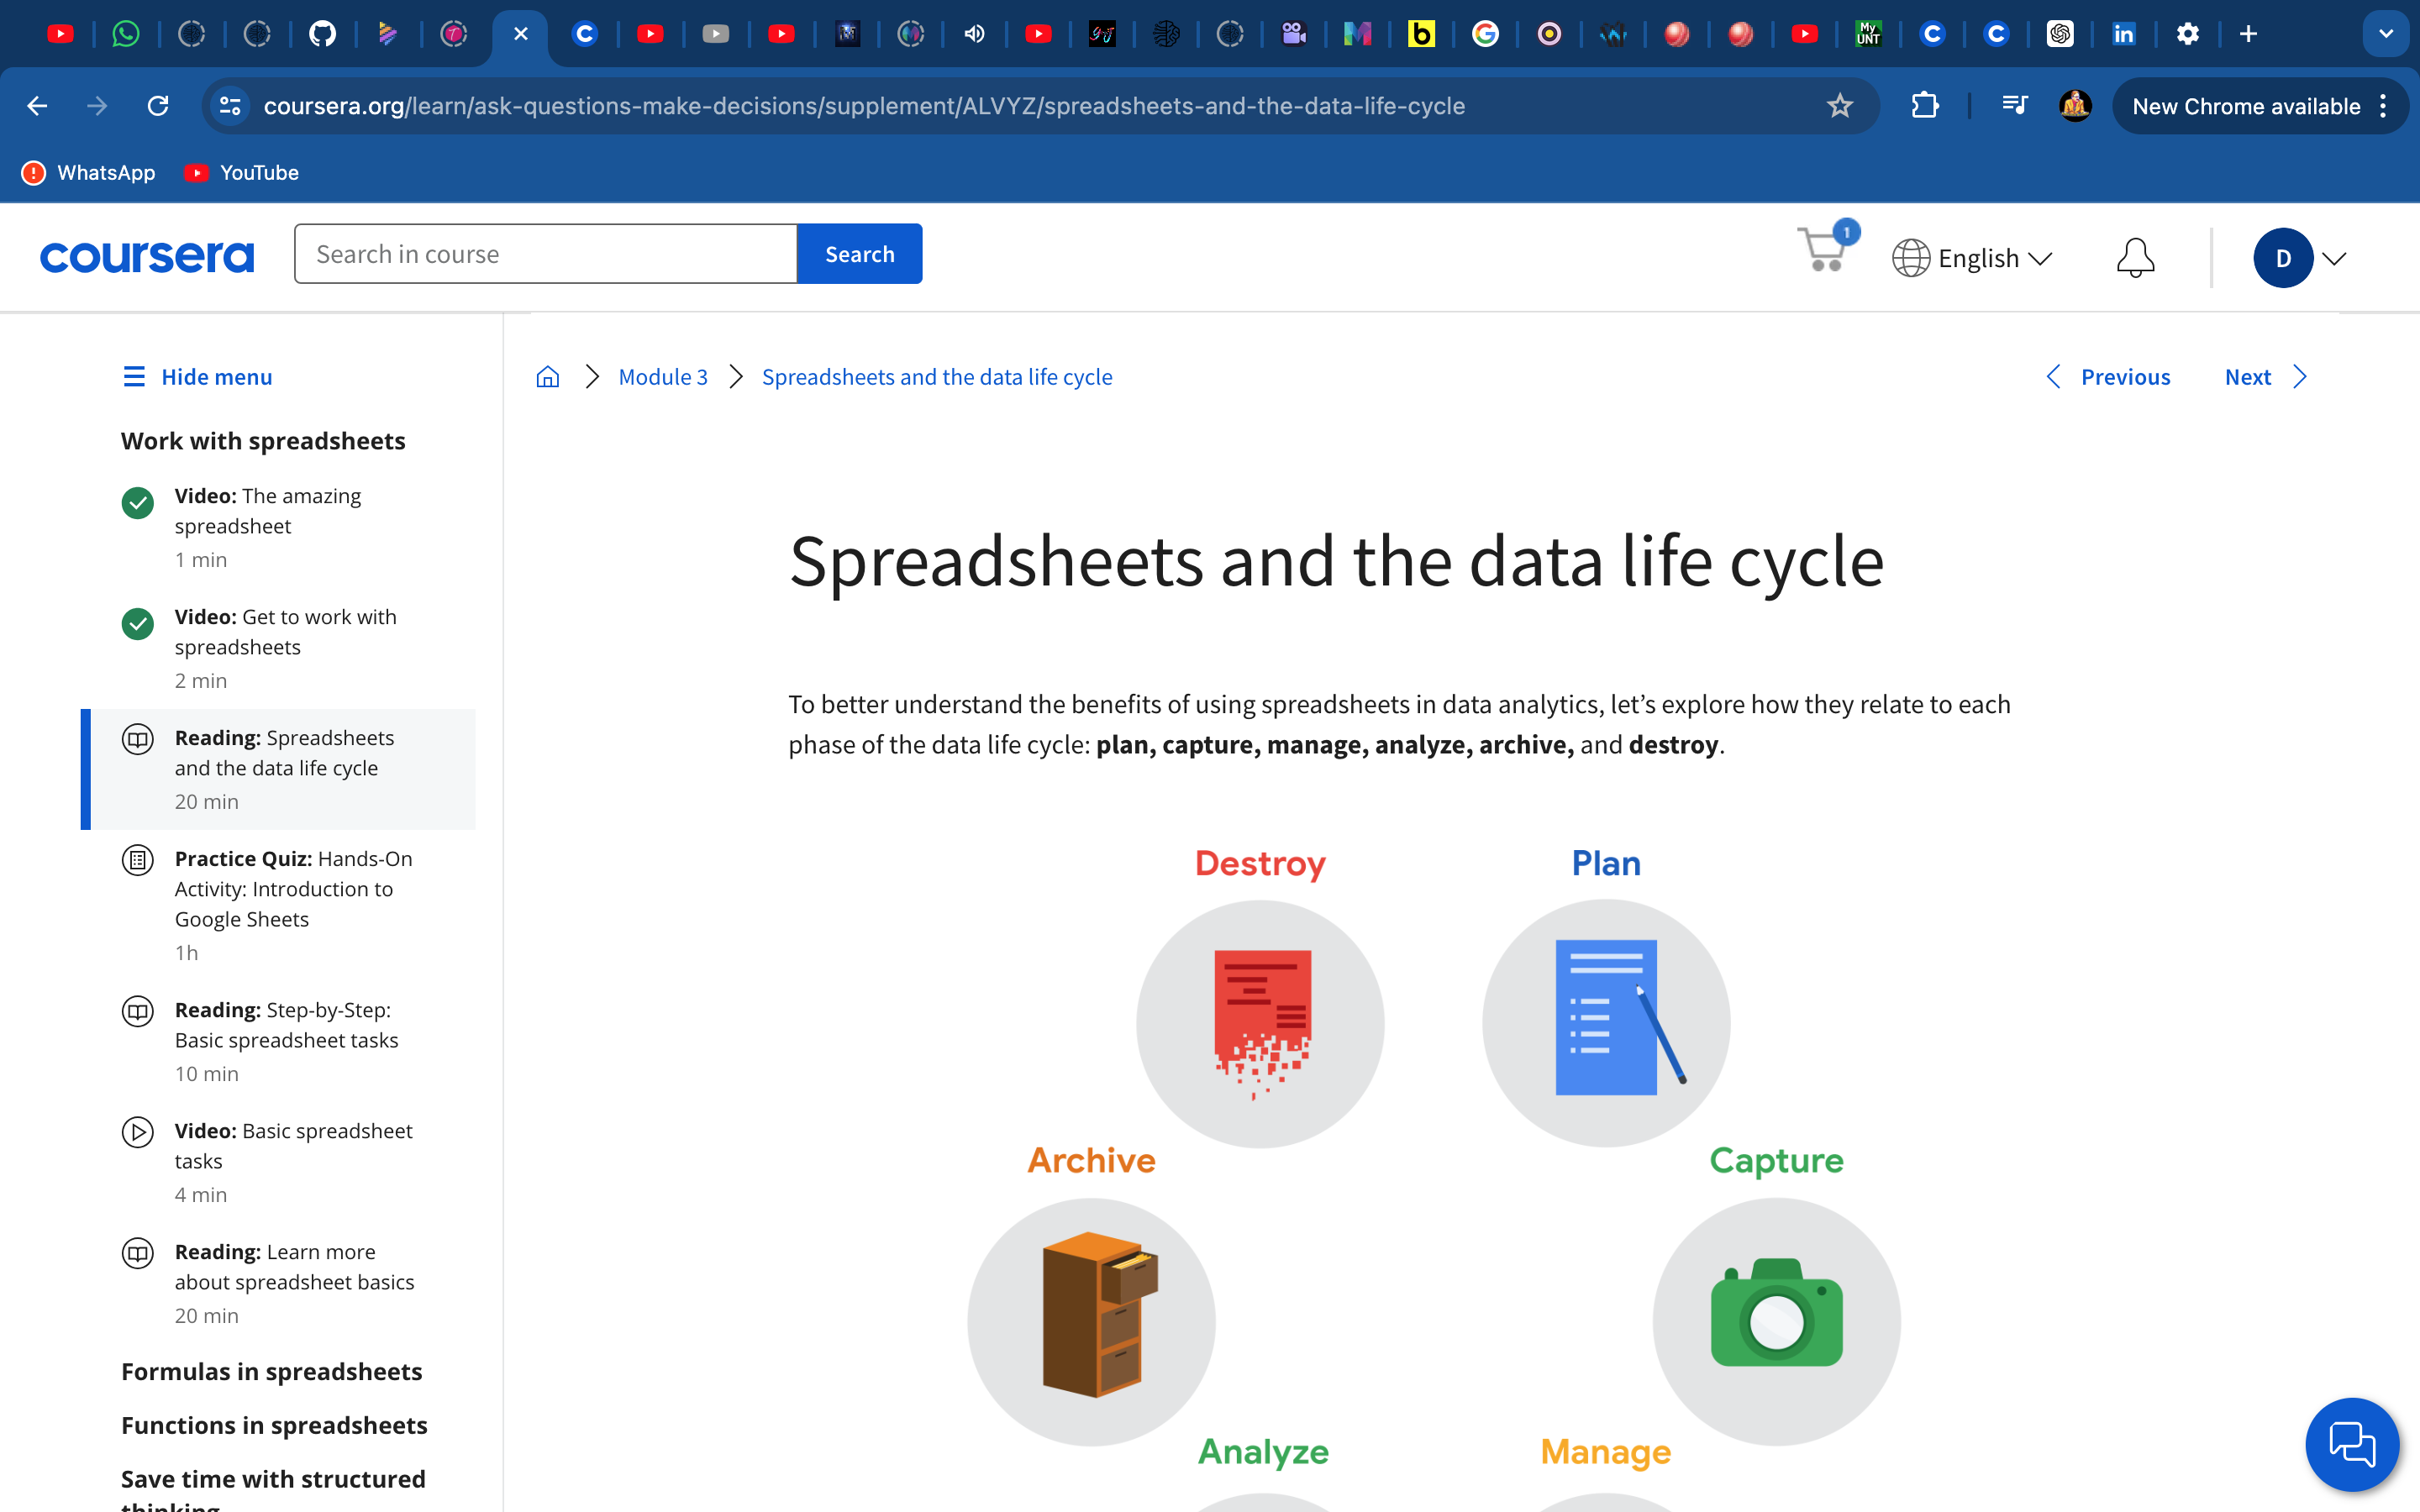 My
UNT
coursera.org/learn/ask-questions-make-decisions/supplement/ALVYZ/spreadsheets-and-the-data-life-cycle
New Chrome available
WhatsApp
YouTube
coursera
Search in course
Search
1
English
D
Hide menu
Module 3
Spreadsheets and the data life cycle
Previous
Next
Work with spreadsheets
Video: The amazing
spreadsheet
1 min
Video: Get to work with
spreadsheets
2 min
Reading: Spreadsheets
and the data life cycle
20 min
Practice Quiz: Hands-On
Activity: Introduction to
Google Sheets
1h
Reading: Step-by-Step:
Basic spreadsheet tasks
10 min
Video: Basic spreadsheet
tasks
4 min
Reading: Learn more
about spreadsheet basics
20 min
Formulas in spreadsheets
Functions in spreadsheets
Save time with structured
thinking
Spreadsheets and the data life cycle
To better understand the benefits of using spreadsheets in data analytics, let’s explore how they relate to each
phase of the data life cycle: plan, capture, manage, analyze, archive, and destroy.
Destroy
Plan
Archive
Capture
Analyze
Manage